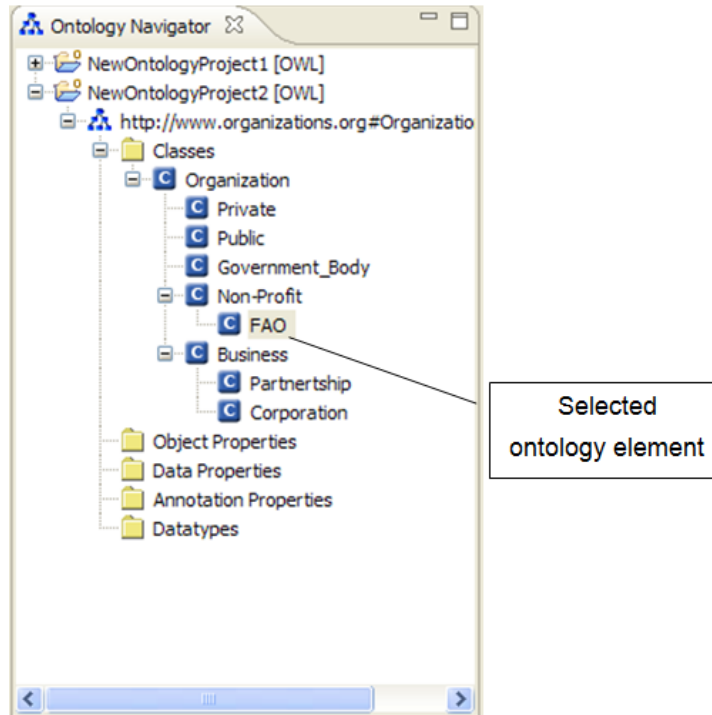 Ontology Navigator
NewOntologyProject1 [OWL]
NewOntologyProject2 [OWL]
http://www.organizations.org#Organizatio
Classes
C Organization
C Private
C Public
C Government_Body
C Non-Profit
C FAO
C Business
C Partnertship
C Corporation
Object Properties
Data Properties
Annotation Properties
Datatypes
Selected
ontology element